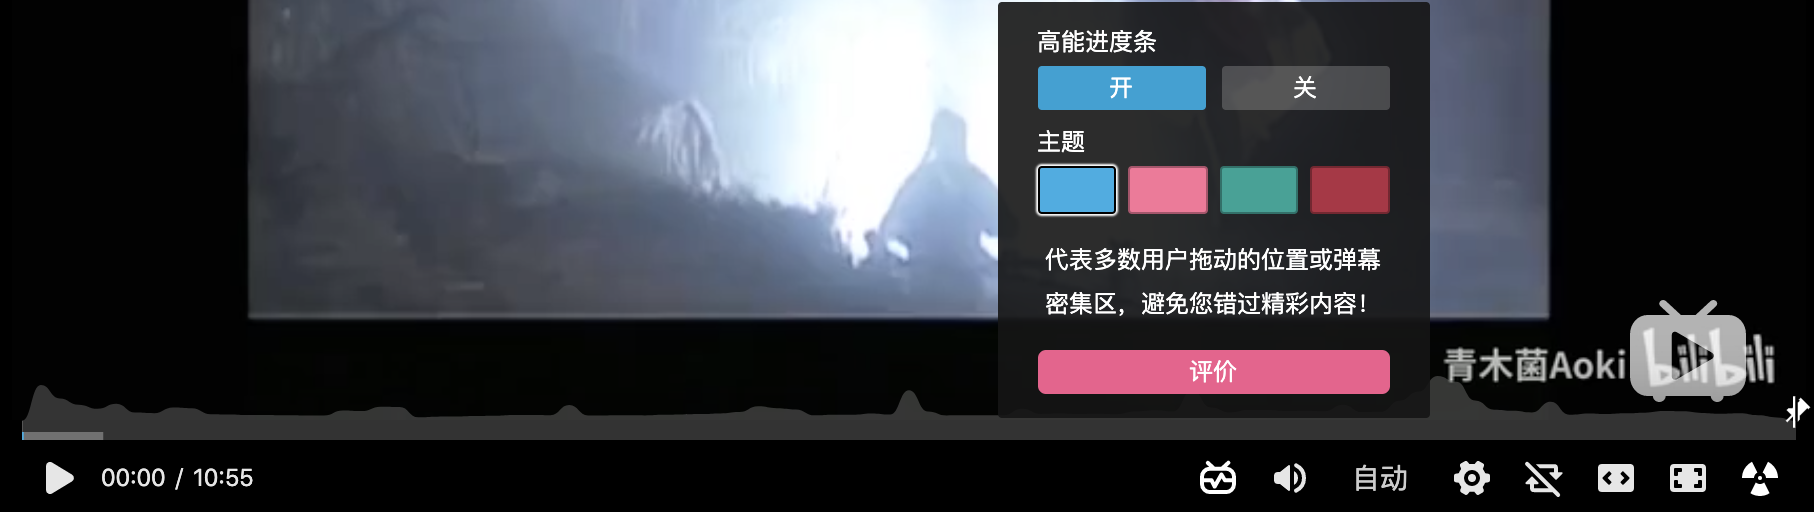 高能进度条
开
关
主题
代表多数用户拖动的位置或弹幕
密集区，避免您错过精彩内容！
评价
青木菌Aoki bilibili
00:00 / 10:55
自动